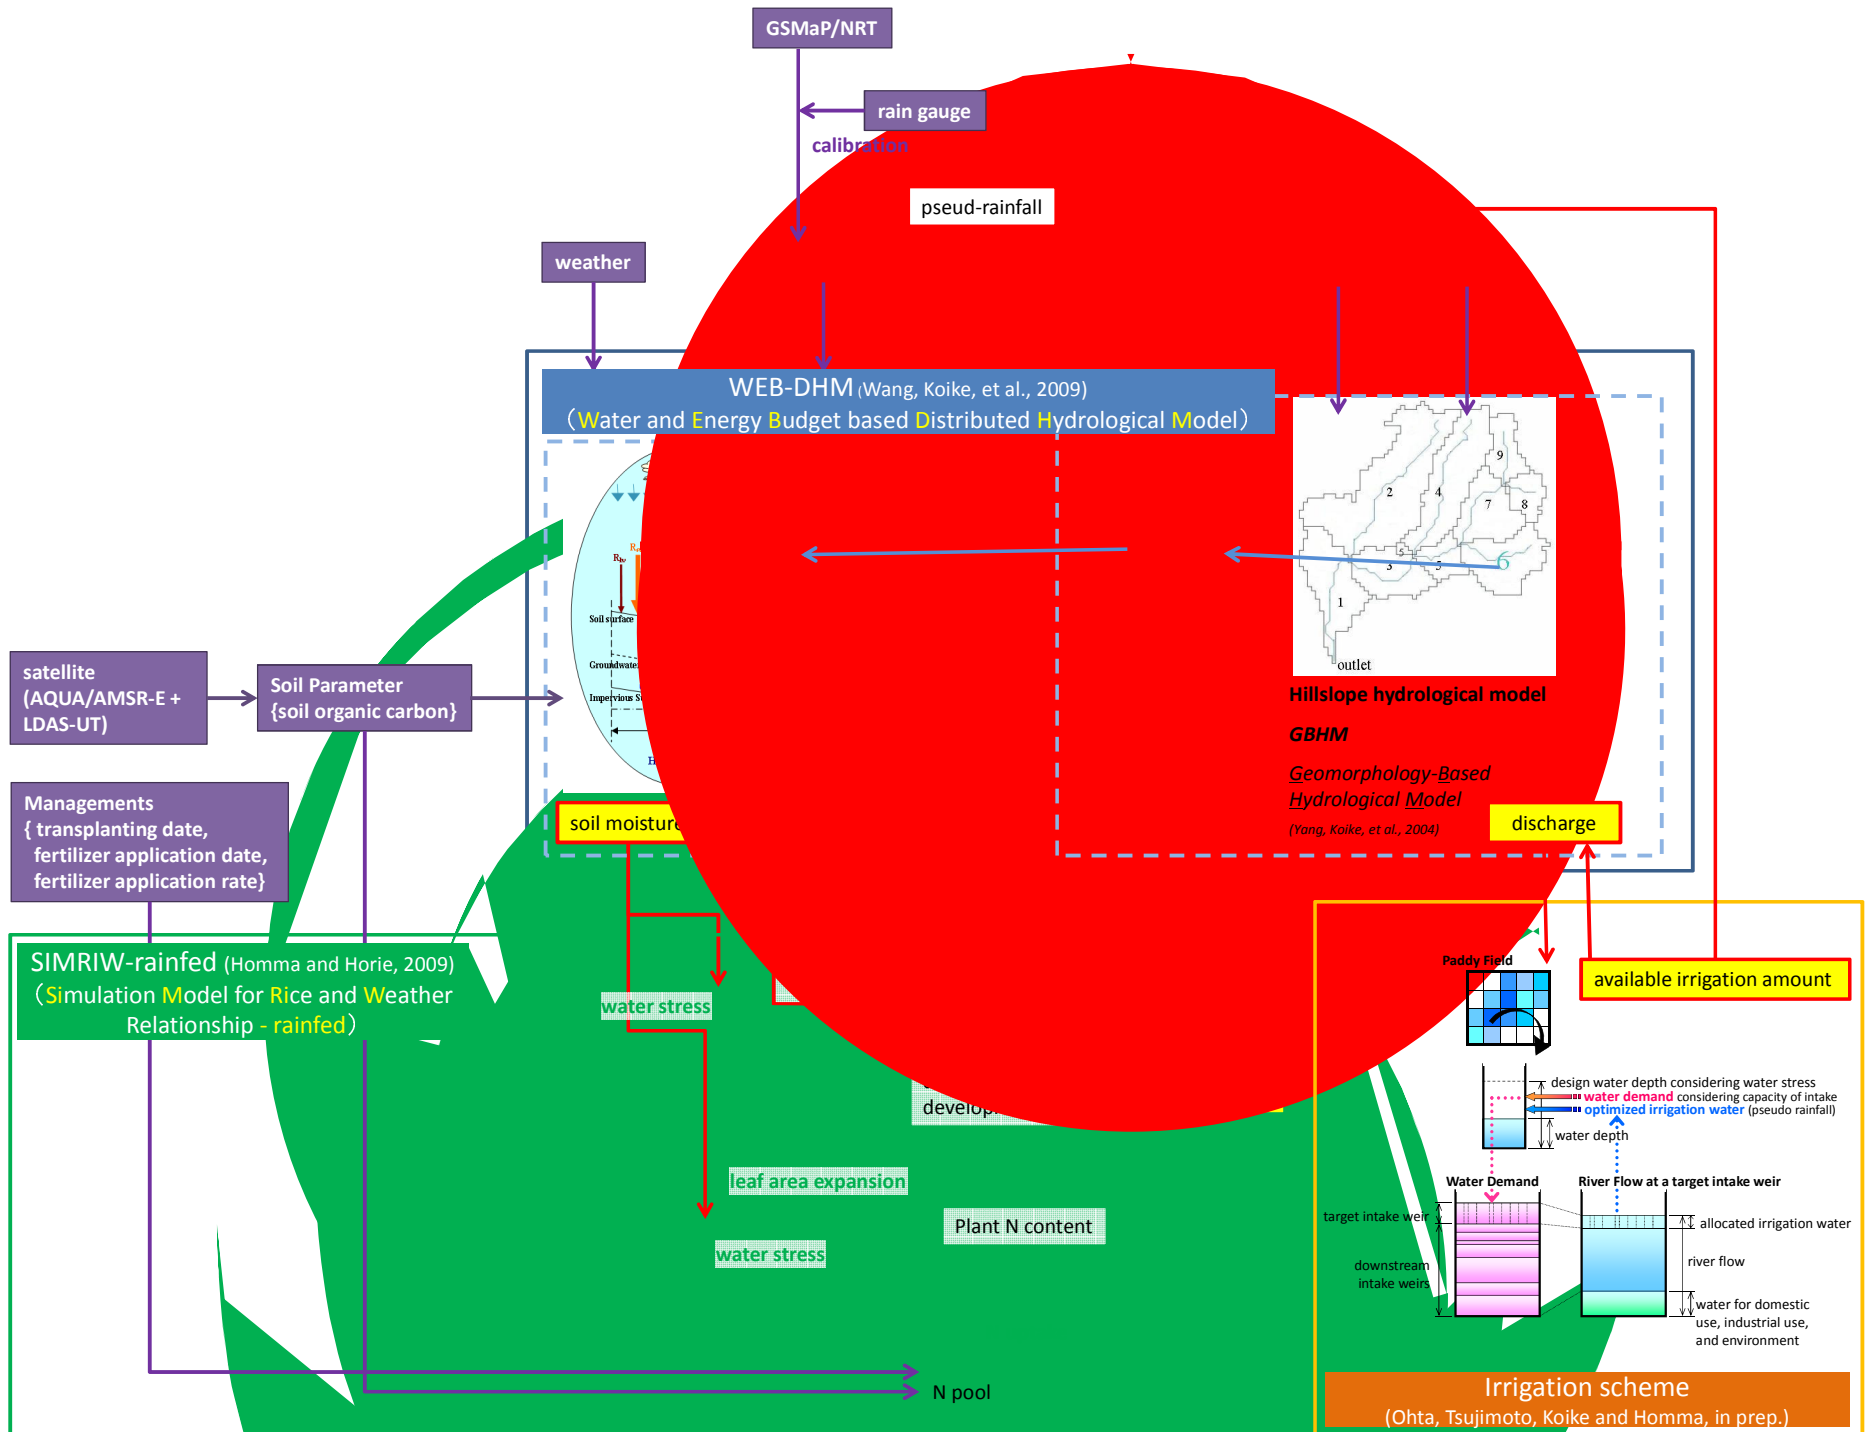 GSMaP/NRT
rain gauge
calibration
pseud-rainfall
weather
WEB-DHM (Wang, Koike, et al., 2009)
(Water and Energy Budget based Distributed Hydrological Model)
9
2
4
7
8
5
3
5
6
1
outlet
Soil surface
Groundwater
Impervious
satellite
(AQUA/AMSR-E +
LDAS-UT)
Soil Parameter
{soil organic carbon}
Hillslope hydrological model
GBHM
Geomorphology-Based
Hydrological Model
(Yang, Koike, et al., 2004)
Managements
{ transplanting date,
fertilizer application date,
fertilizer application rate}
soil moisture
discharge
SIMRIW-rainfed (Homma and Horie, 2009)
(Simulation Model for Rice and Weather
Relationship - rainfed)
water stress
Paddy Field
available irrigation amount
design water depth considering water stress
water demand considering capacity of intake
optimized irrigation water (pseudo rainfall)
water depth
leaf area expansion
Plant N content
water stress
Water Demand
River Flow at a target intake weir
target intake weir
allocated irrigation water
downstream
intake weirs
river flow
water for domestic
use, industrial use,
and environment
N pool
Irrigation scheme
(Ohta, Tsujimoto, Koike and Homma, in prep.)